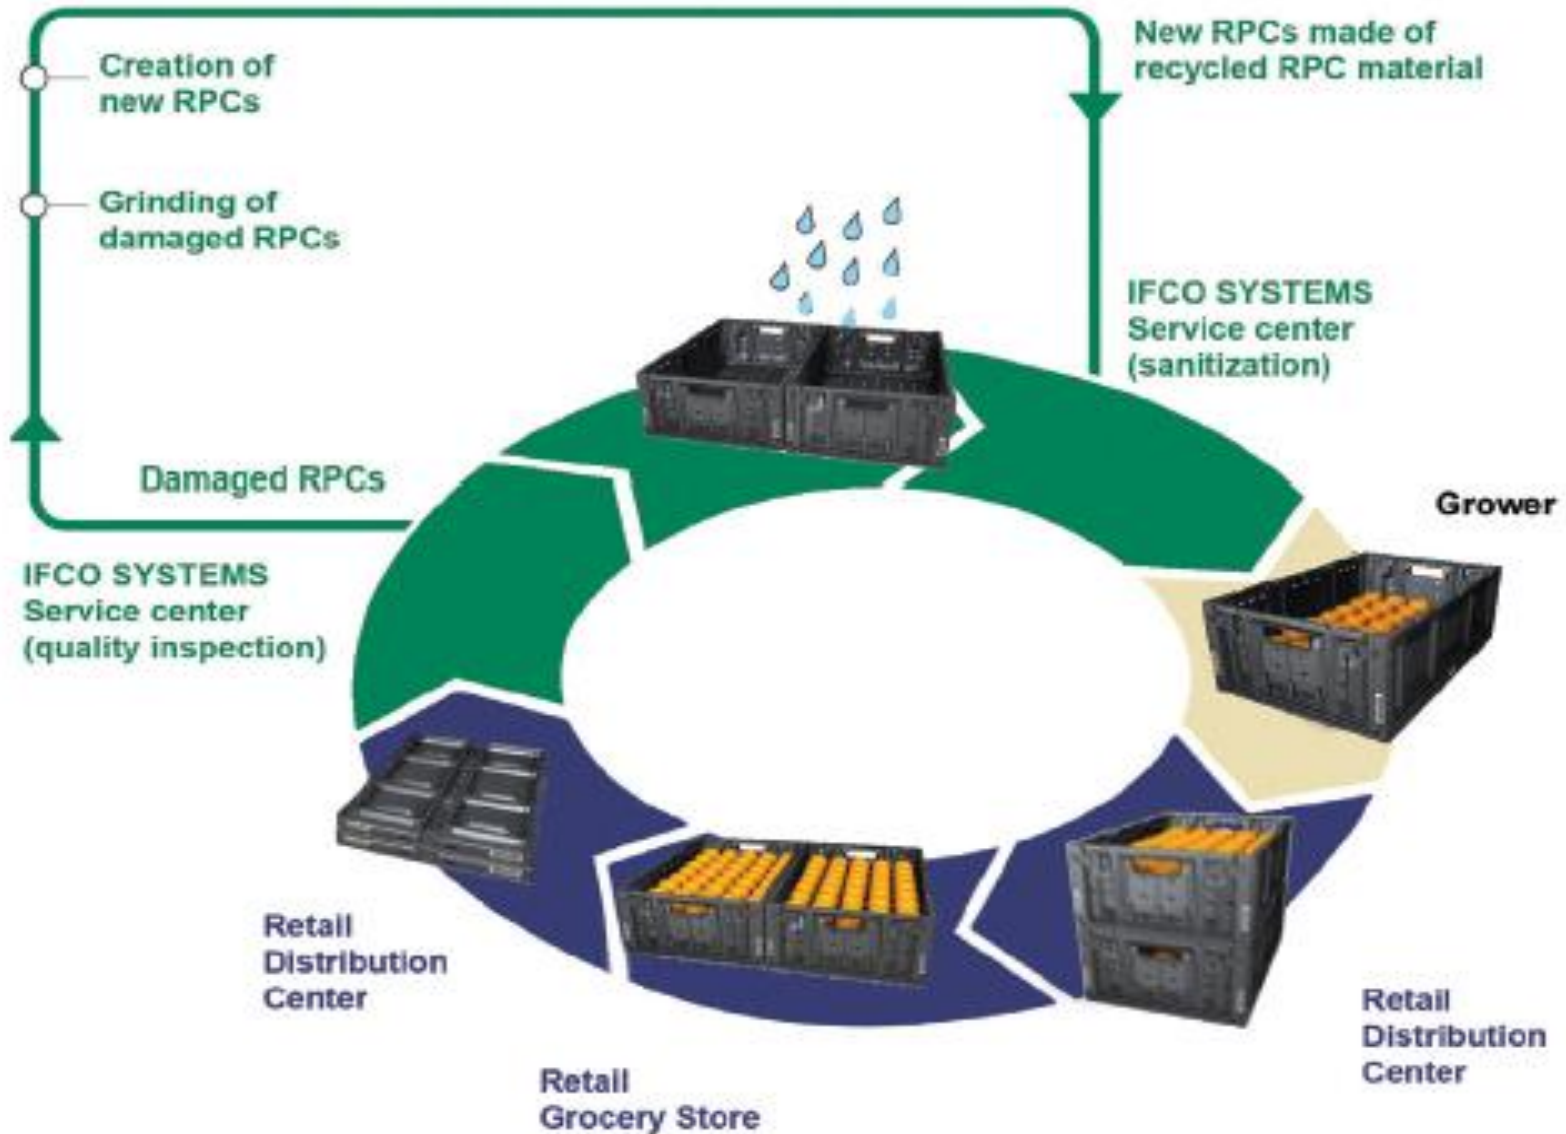 New RPCs made of
recycled RPC material
Creation of
new RPCs
Grinding of
damaged RPCs
IFCO SYSTEMS
Service center
(sanitization)
Damaged RPCs
Grower
IFCO SYSTEMS
Service center
(quality inspection)
Retail
Distribution
Center
Retail
Distribution
Center
Retail
Grocery Store